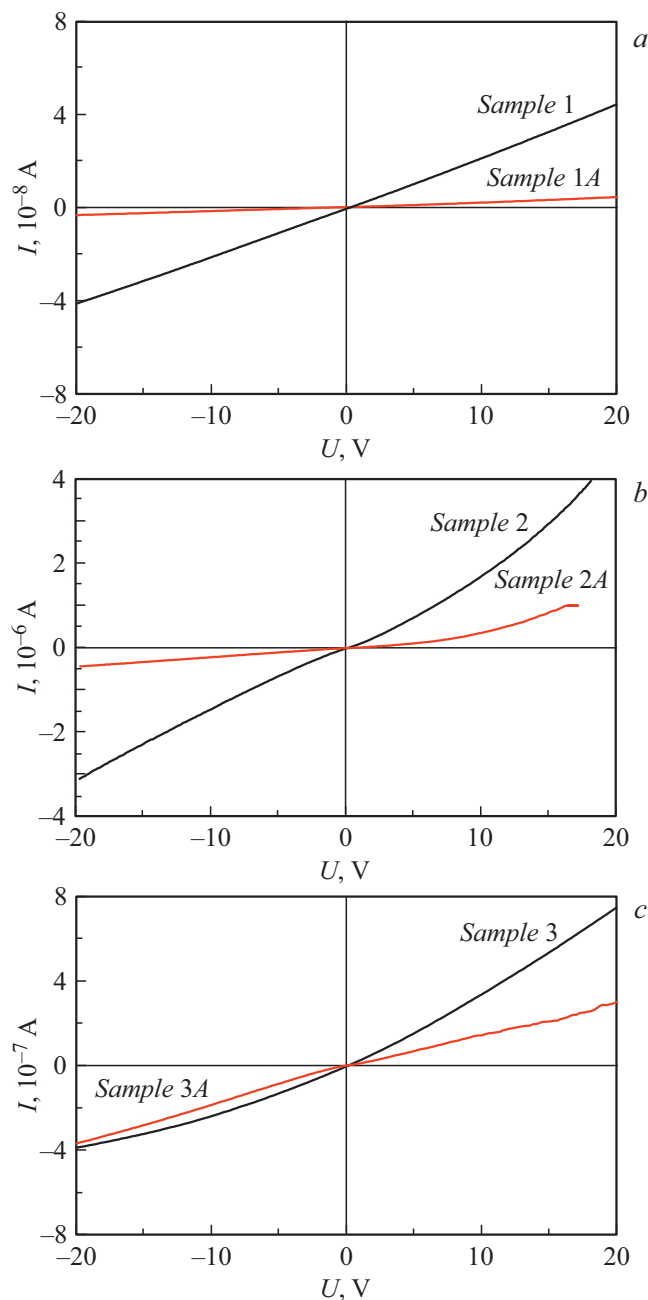 a
8
Sample 1
4
Sample 1A
0
I, 10⁻⁸ A
–4
–8
–20 –10 0 10 20
U, V
b
4
Sample 2
2
Sample 2A
0
I, 10⁻⁶ A
–2
–4
–20 –10 0 10 20
U, V
c
8
Sample 3
4
0
I, 10⁻⁷ A
Sample 3A
–4
–8
–20 –10 0 10 20
U, V